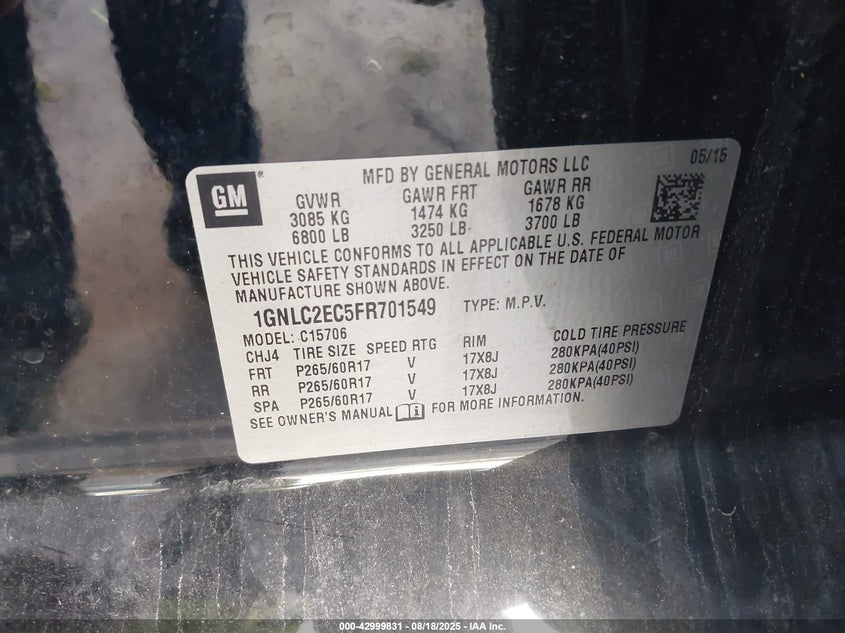 MFD BY GENERAL MOTORS LLC 05/15
GM
GVWR GAWR FRT GAWR RR
3085 KG 1474 KG 1678 KG
6800 LB 3250 LB 3700 LB
THIS VEHICLE CONFORMS TO ALL APPLICABLE U.S. FEDERAL MOTOR
VEHICLE SAFETY STANDARDS IN EFFECT ON THE DATE OF
MANUFACTURE SHOWN ABOVE.
1GNLC2EC5FR701549 TYPE: M.P.V.
MODEL: C15706
CHJ4 TIRE SIZE SPEED RTG RIM COLD TIRE PRESSURE
FRT P265/60R17 V 17X8J 280KPA(40PSI)
RR P265/60R17 V 17X8J 280KPA(40PSI)
SPA P265/60R17 V 17X8J 280KPA(40PSI)
SEE OWNER'S MANUAL FOR MORE INFORMATION.
000-42999831 - 08/18/2025 - IAA Inc.